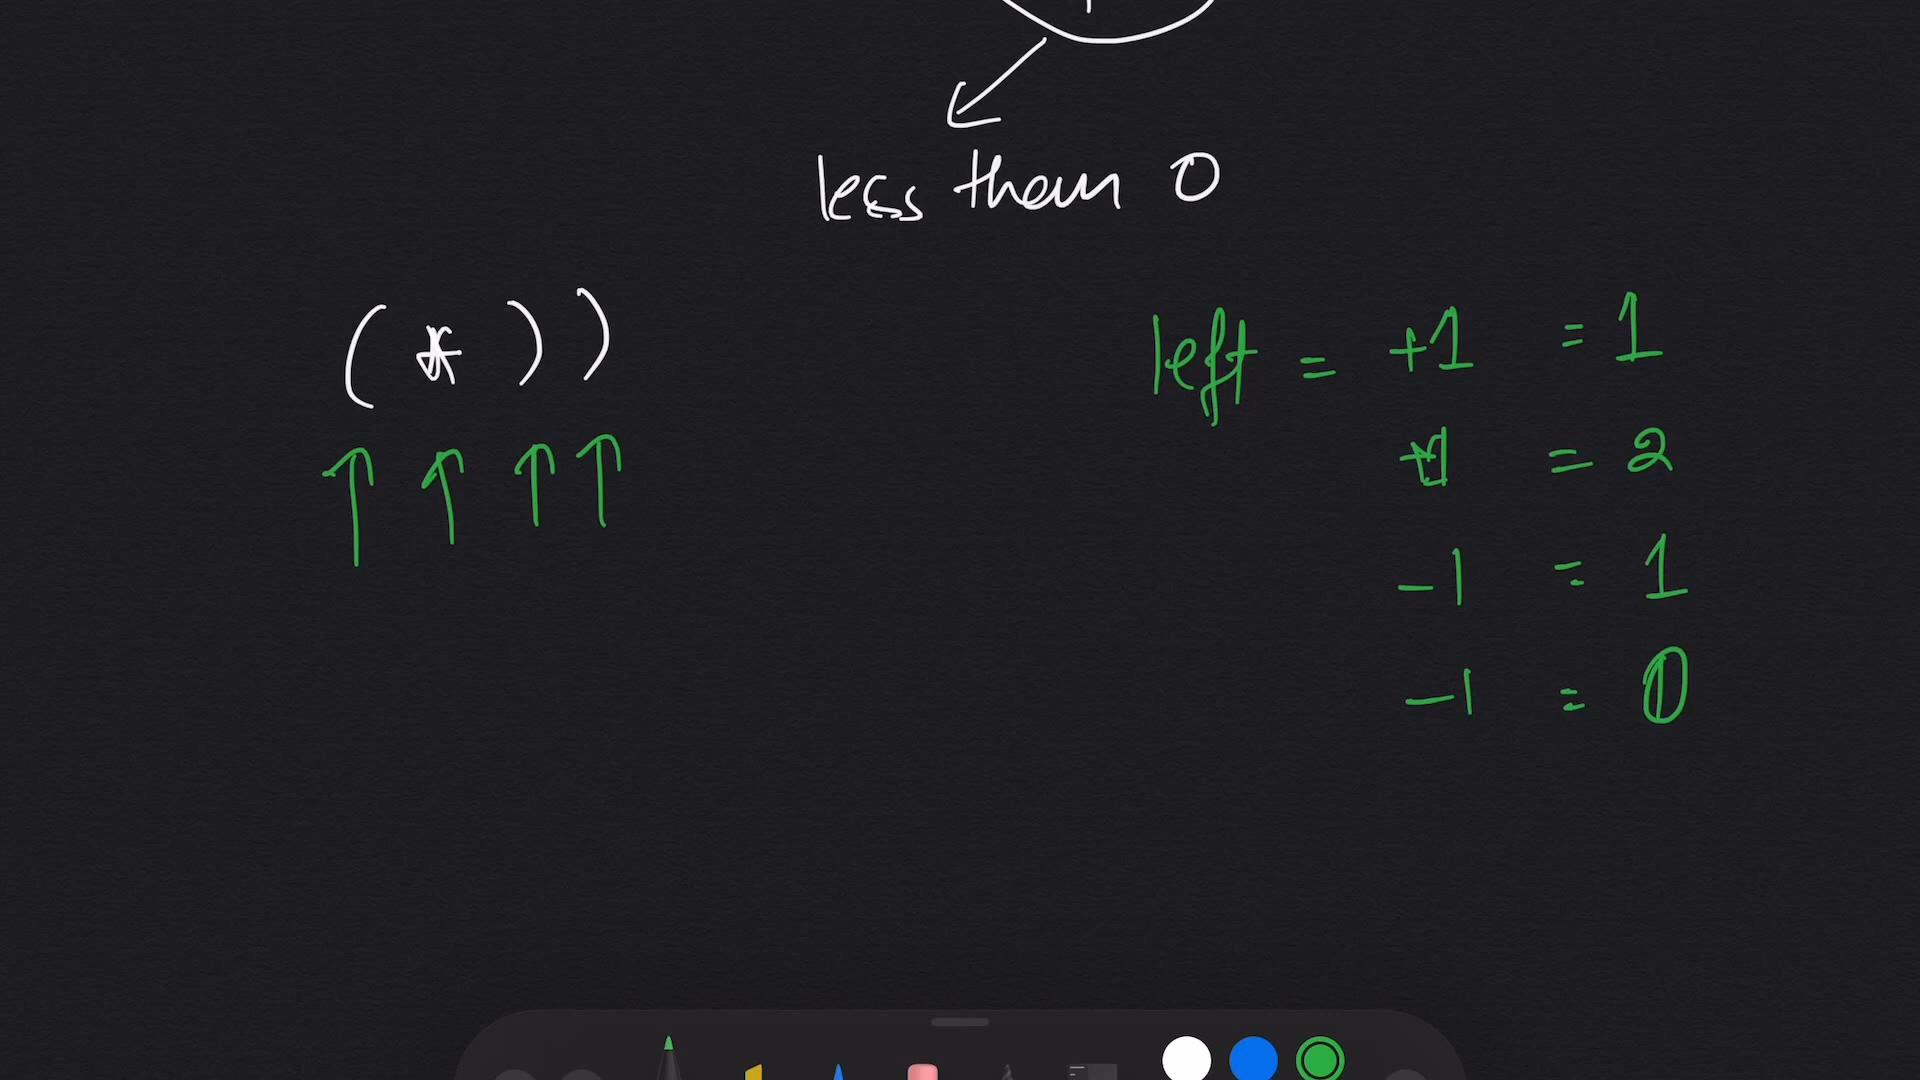 less than 0
( * ) )
left = +1 = 1
+1 = 2
-1 = 1
-1 = 0